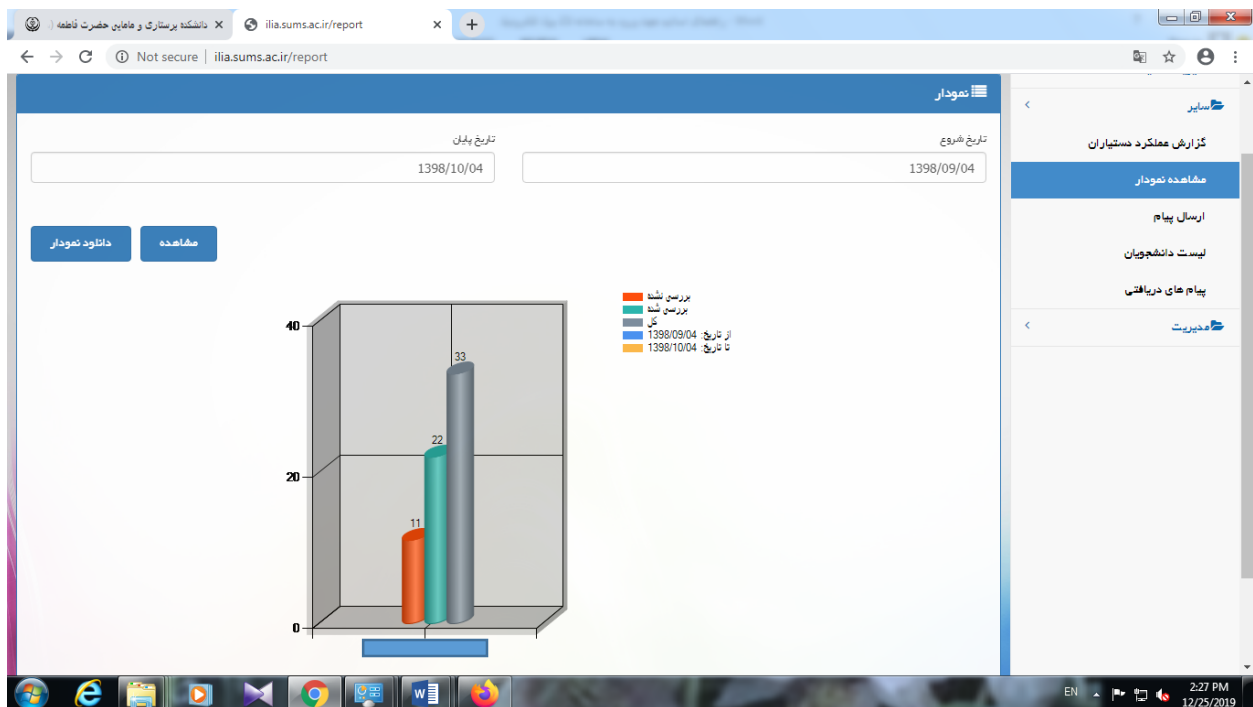 دانشکده پرستاری و مامایی حضرت فاطمه (
ilia.sums.ac.ir/report
Not secure | ilia.sums.ac.ir/report
نمودار
تاریخ شروع
تاریخ پایان
1398/09/04
1398/10/04
مشاهده
دانلود نمودار
بررسی نشده
بررسی شده
کل
از تاریخ: 1398/09/04
تا تاریخ: 1398/10/04
40
33
22
20
11
0
سایر
گزارش عملکرد دستیاران
مشاهده نمودار
ارسال پیام
لیست دانشجویان
پیام های دریافتی
مدیریت
EN
2:27 PM
12/25/2019